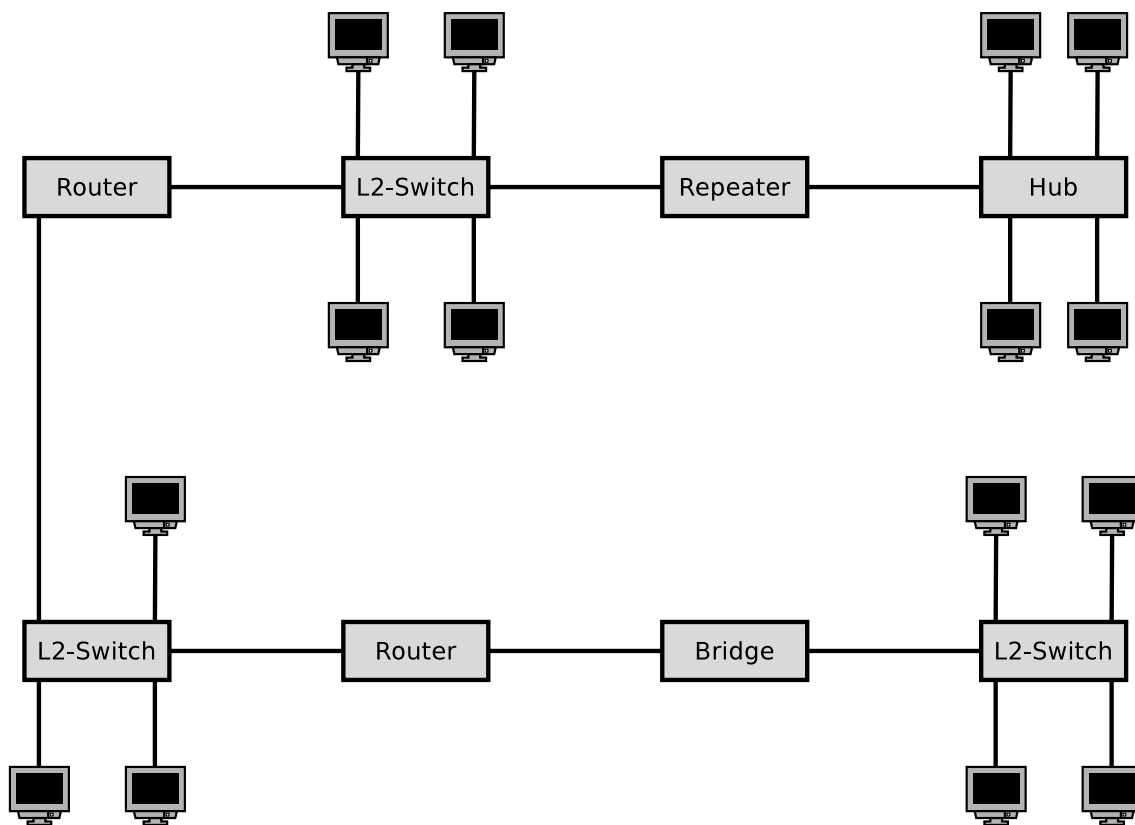 Router
L2-Switch
Repeater
Hub
L2-Switch
Router
Bridge
L2-Switch